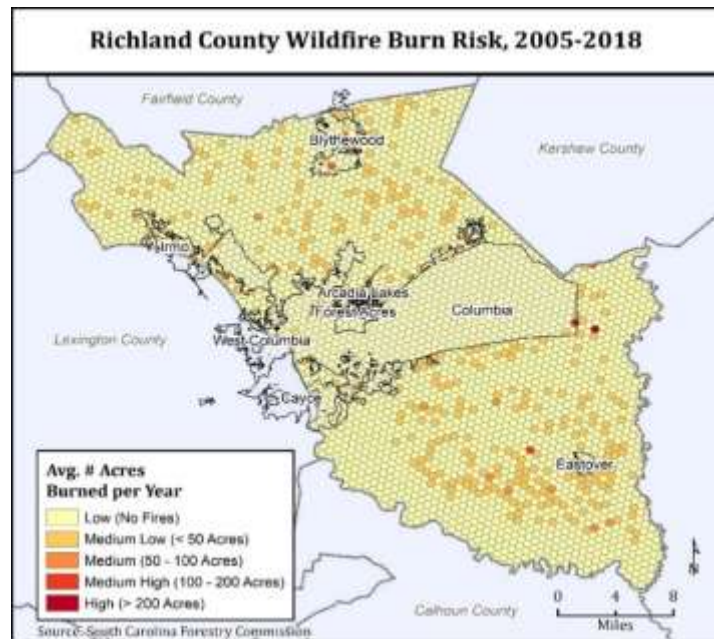 Richland County Wildfire Burn Risk, 2005-2018
Fairfield County
Blythewood
Kershaw County
Irmo
Arcadia Lakes
Forest Acres
Columbia
West Columbia
Lexington County
Cayce
Eastover
Avg. # Acres
Burned per Year
Low (No Fires)
Medium Low (< 50 Acres)
Medium (50 - 100 Acres)
Medium High (100 - 200 Acres)
High (> 200 Acres)
N
Calhoun County
0 4 8
Miles
Source: South Carolina Forestry Commission